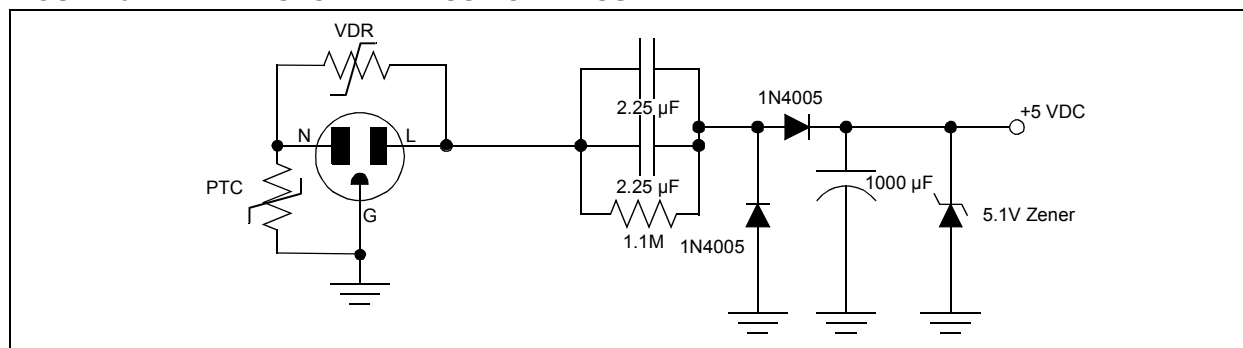 VDR
N
L
PTC
G
2.25 µF
2.25 µF
1.1M
1N4005
1N4005
1000 µF
+5 VDC
5.1V Zener